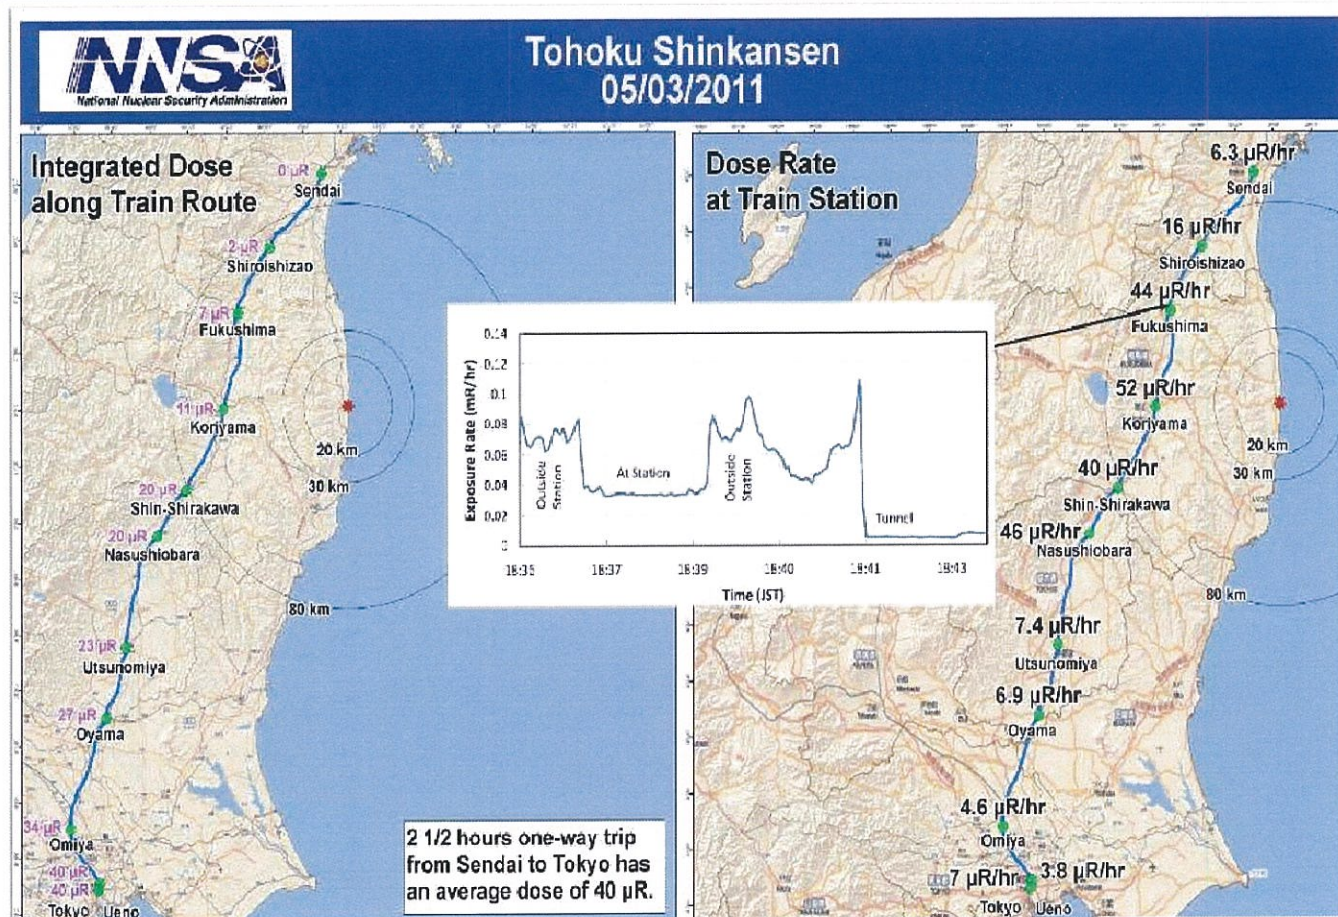 NNSA
National Nuclear Security Administration
Tohoku Shinkansen
05/03/2011
Integrated Dose
along Train Route
0 µR
Sendai
2 µR
Shiroishizao
7 µR
Fukushima
11 µR
Koriyama
20 µR
Shin-Shirakawa
20 µR
Nasushiobara
23 µR
Utsunomiya
27 µR
Oyama
34 µR
Omiya
40 µR
40 µR
Tokyo Ueno
20 km
30 km
80 km
2 1/2 hours one-way trip
from Sendai to Tokyo has
an average dose of 40 µR.
Exposure Rate (mR/hr)
0.14
0.12
0.1
0.08
0.06
0.04
0.02
0
Outside
Station
At Station
Outside
Station
Tunnel
18:36
18:37
18:39
18:40
18:41
18:43
Time (JST)
Dose Rate
at Train Station
6.3 µR/hr
Sendai
16 µR/hr
Shiroishizao
44 µR/hr
Fukushima
52 µR/hr
Koriyama
40 µR/hr
Shin-Shirakawa
46 µR/hr
Nasushiobara
7.4 µR/hr
Utsunomiya
6.9 µR/hr
Oyama
4.6 µR/hr
Omiya
7 µR/hr
3.8 µR/hr
Tokyo Ueno
20 km
30 km
80 km